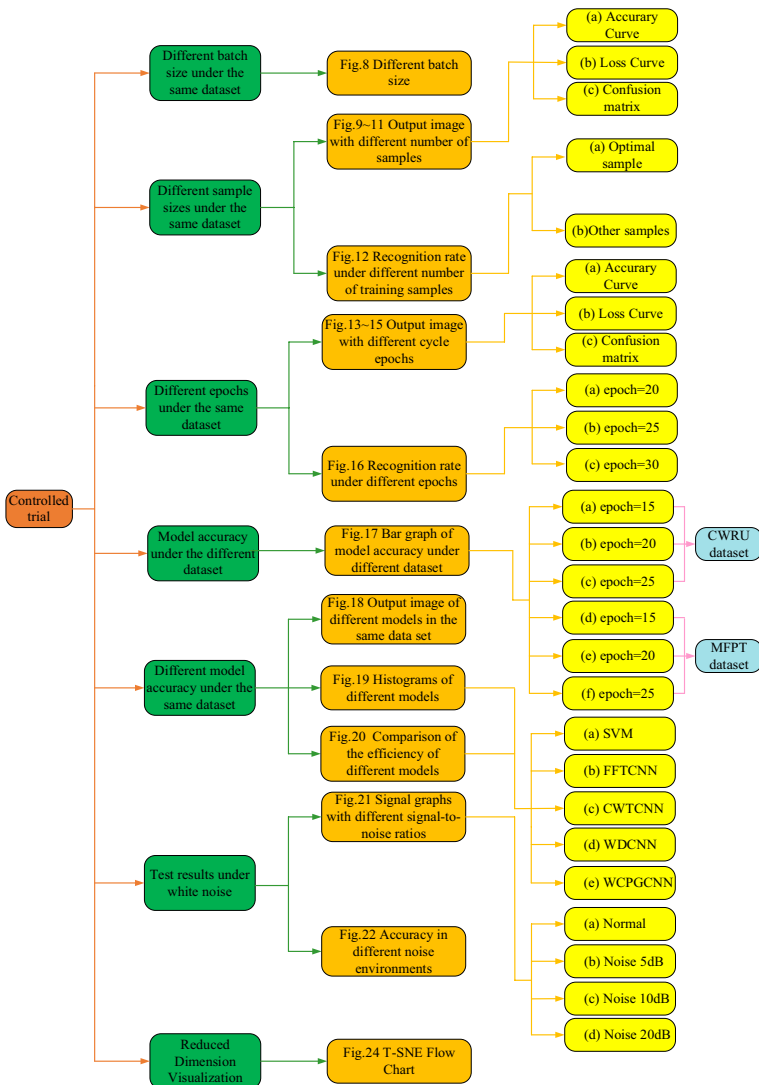 Controlled
trial
Different batch
size under the
same dataset
Different sample
sizes under the
same dataset
Different epochs
under the same
dataset
Model accuracy
under the different
dataset
Different model
accuracy under the
same dataset
Test results under
white noise
Reduced
Dimension
Visualization
Fig.8 Different batch
size
Fig.9~11 Output image
with different number of
samples
Fig.12 Recognition rate
under different number
of training samples
Fig.13~15 Output image
with different cycle
epochs
Fig.16 Recognition rate
under different epochs
Fig.17 Bar graph of
model accuracy under
different dataset
Fig.18 Output image of
different models in the
same data set
Fig.19 Histograms of
different models
Fig.20 Comparison of
the efficiency of
different models
Fig.21 Signal graphs
with different signal-to-
noise ratios
Fig.22 Accuracy in
different noise
environments
Fig.24 T-SNE Flow
Chart
(a) Accurary
Curve
(b) Loss Curve
(c) Confusion
matrix
(a) Optimal
sample
(b)Other samples
(a) Accurary
Curve
(b) Loss Curve
(c) Confusion
matrix
(a) epoch=20
(b) epoch=25
(c) epoch=30
(a) epoch=15
(b) epoch=20
(c) epoch=25
(d) epoch=15
(e) epoch=20
(f) epoch=25
CWRU
dataset
MFPT
dataset
(a) SVM
(b) FFTCNN
(c) CWTCNN
(d) WDCNN
(e) WCPGCNN
(a) Normal
(b) Noise 5dB
(c) Noise 10dB
(d) Noise 20dB